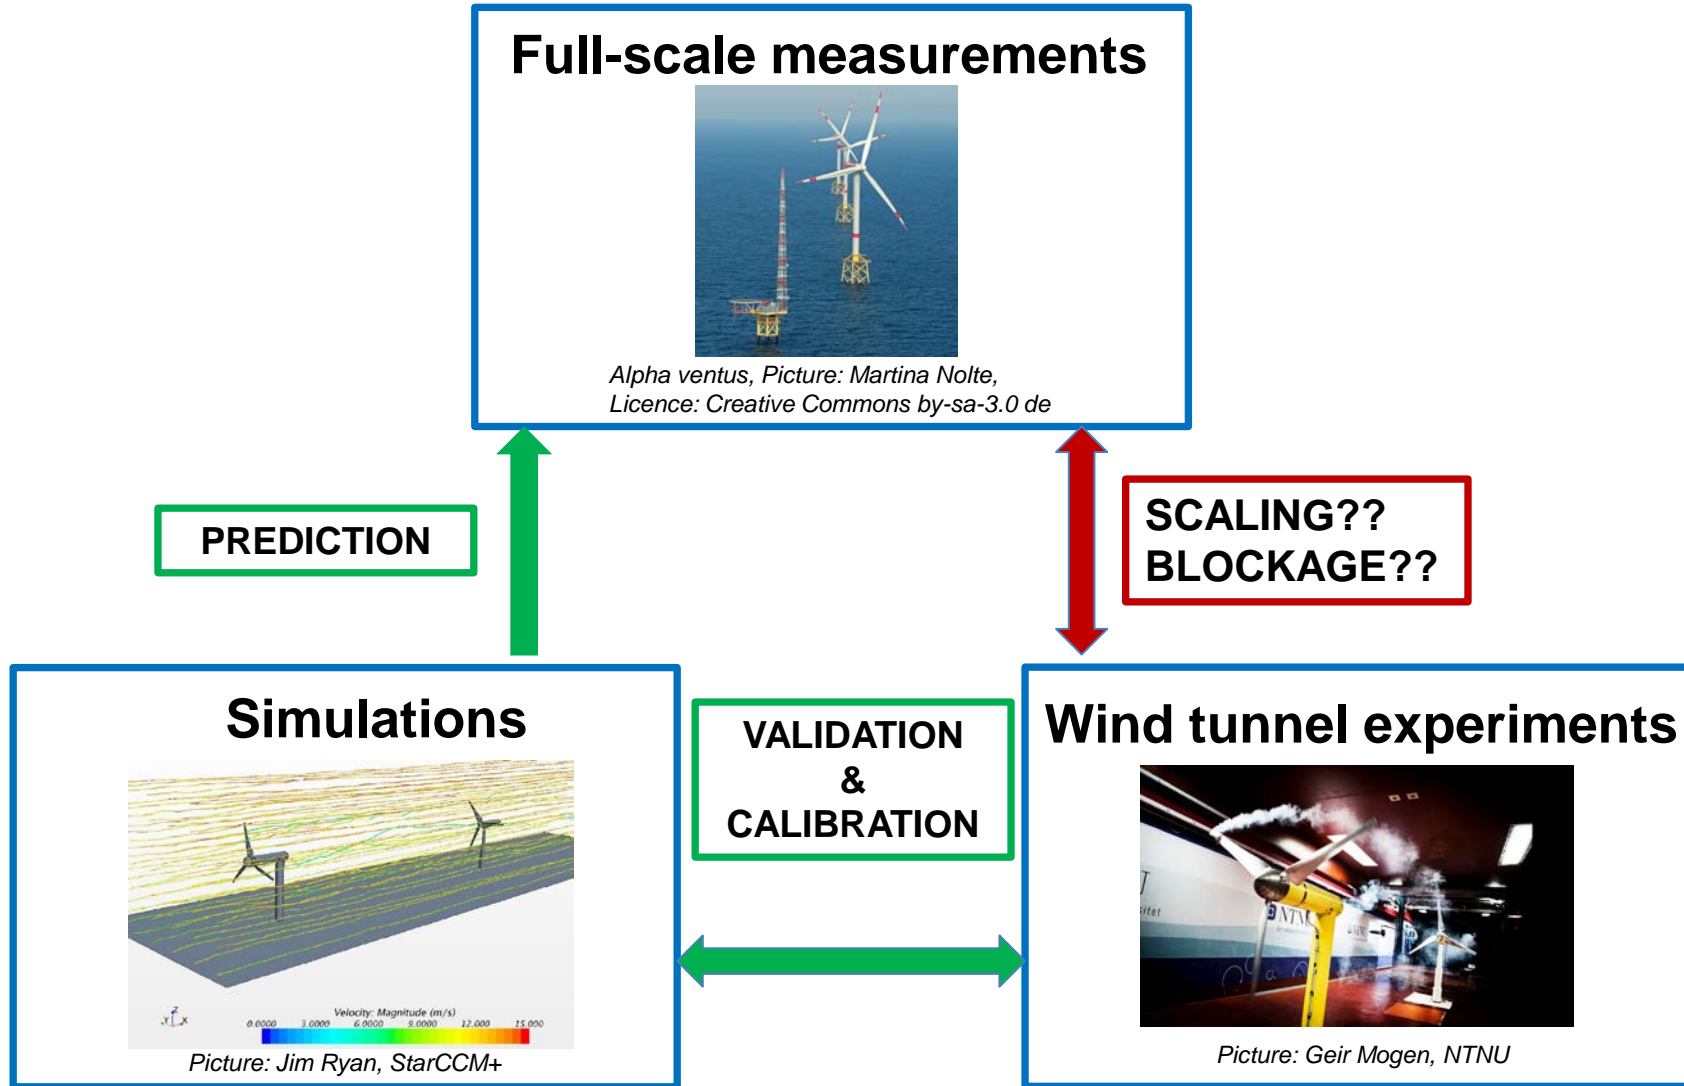 Full-scale measurements
Alpha ventus, Picture: Martina Nolte,
Licence: Creative Commons by-sa-3.0 de
PREDICTION
SCALING??
BLOCKAGE??
Simulations
Velocity: Magnitude (m/s)
0.0000 3.0000 6.0000 9.0000 12.000 15.000
Z
Y X
Picture: Jim Ryan, StarCCM+
VALIDATION
&
CALIBRATION
Wind tunnel experiments
NTNU
Picture: Geir Mogen, NTNU